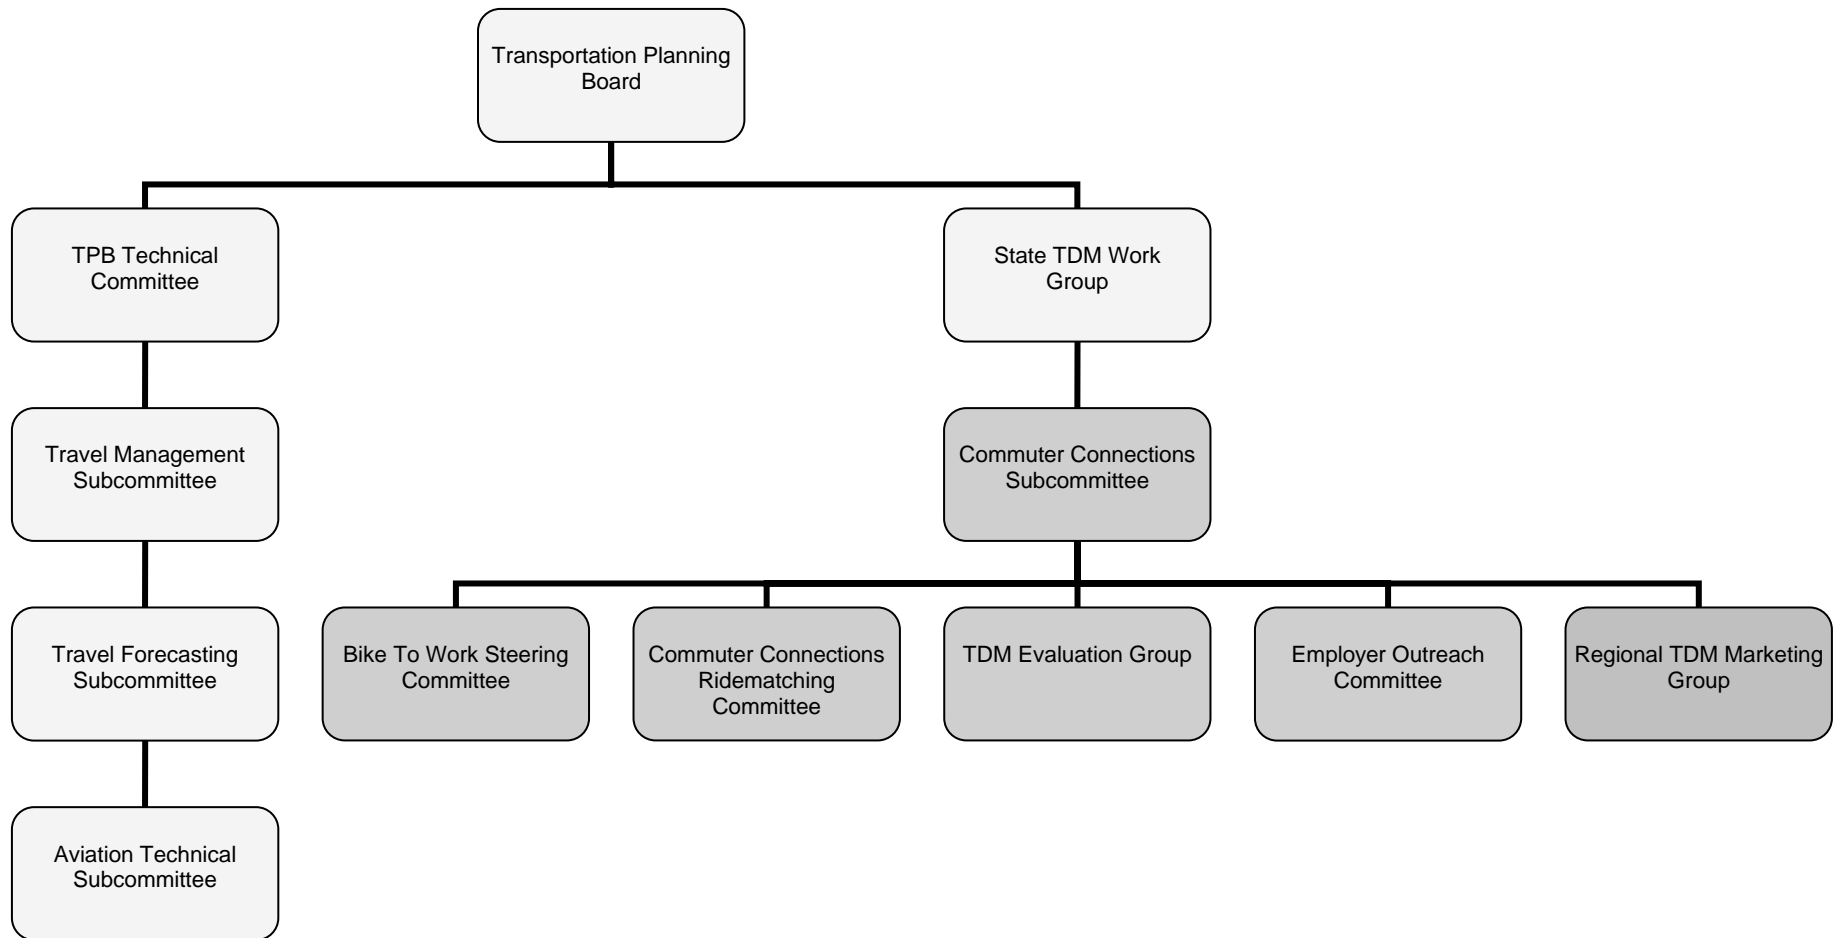 Transportation Planning
Board
TPB Technical
Committee
State TDM Work
Group
Travel Management
Subcommittee
Commuter Connections
Subcommittee
Travel Forecasting
Subcommittee
Bike To Work Steering
Committee
Commuter Connections
Ridematching
Committee
TDM Evaluation Group
Employer Outreach
Committee
Regional TDM Marketing
Group
Aviation Technical
Subcommittee